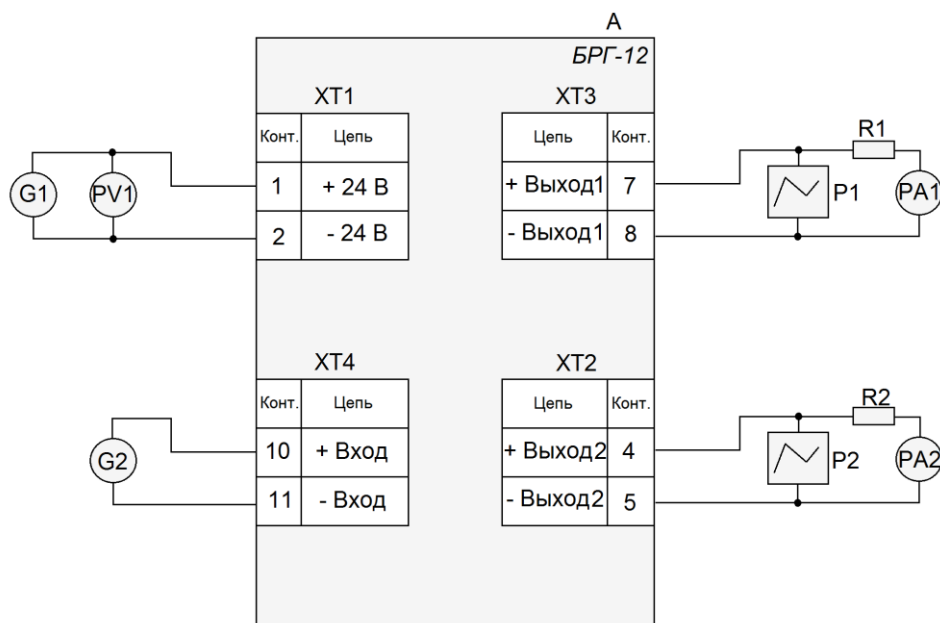 А
БРГ-12
XT1
Конт. Цепь
1 + 24 В
2 - 24 В
G1
PV1
XT3
Цепь Конт.
+ Выход1 7
- Выход1 8
R1
P1
PA1
XT4
Конт. Цепь
10 + Вход
11 - Вход
G2
XT2
Цепь Конт.
+ Выход2 4
- Выход2 5
R2
P2
PA2